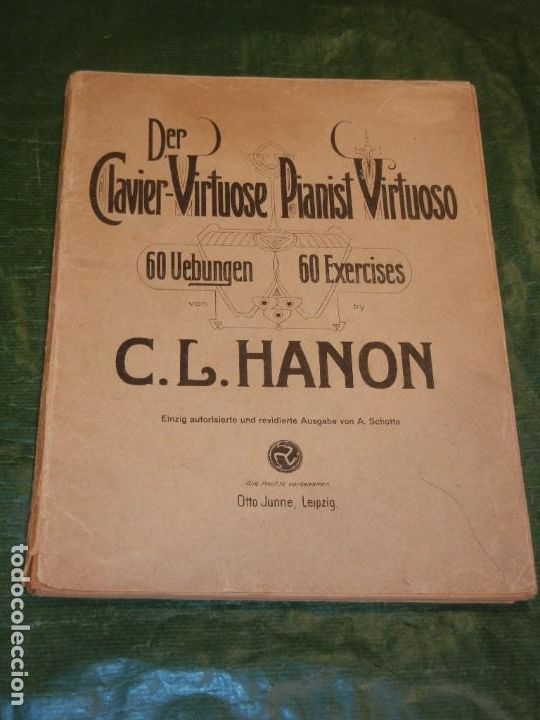 Der
Clavier-Virtuose Pianist Virtuoso
60 Uebungen 60 Exercises
von by
C. L. HANON
Einzig autorisierte und revidierte Ausgabe von A. Schotte
Alle Rechte vorbehalten.
Otto Junne, Leipzig.
todocoleccion
todocoleccion